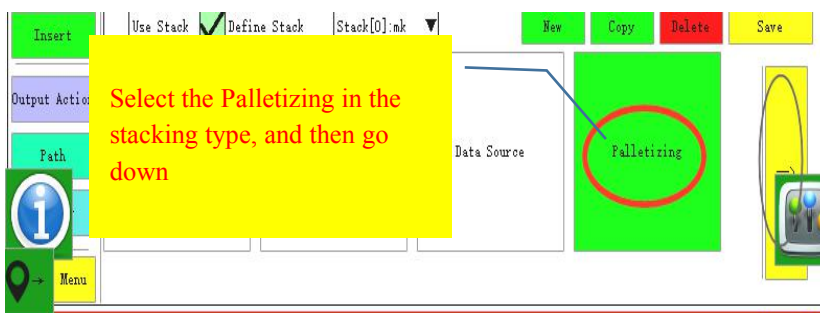 Insert
Use Stack
Define Stack
Stack[0]:mk
New
Copy
Delete
Save
Output Actio
Select the Palletizing in the
stacking type, and then go
down
Path
Data Source
Palletizing
Menu